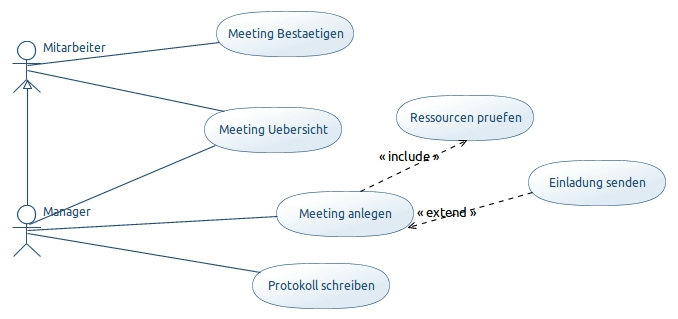 Meeting Bestaetigen
Mitarbeiter
Ressourcen pruefen
Meeting Uebersicht
« include »
Einladung senden
Manager
Meeting anlegen
« extend »
Protokoll schreiben